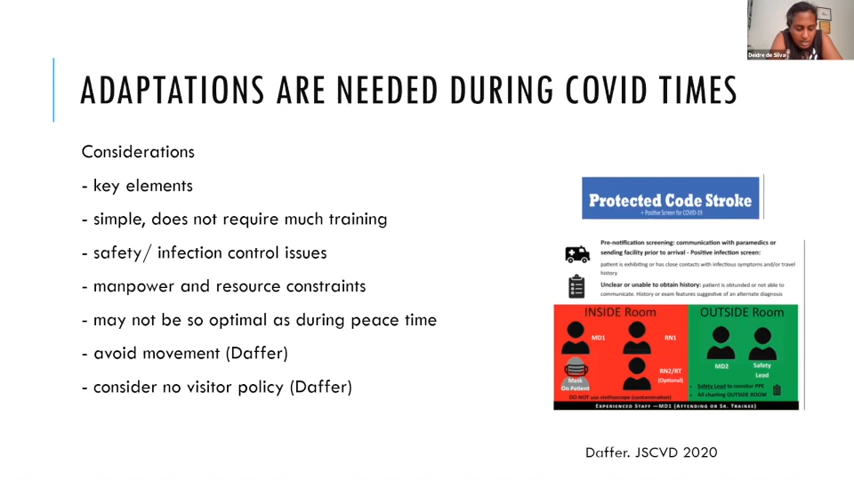 Deidre de Silva
ADAPTATIONS ARE NEEDED DURING COVID TIMES
Considerations
- key elements
- simple, does not require much training
- safety/ infection control issues
- manpower and resource constraints
- may not be so optimal as during peace time
- avoid movement (Daffer)
- consider no visitor policy (Daffer)
Protected Code Stroke
+ Positive Screen for COVID-19
Pre-notification screening: communication with paramedics or
sending facility prior to arrival - Positive infection screen:
patient is exhibiting or has close contacts with infectious symptoms and/or travel
history
Unclear or unable to obtain history: patient is obtunded or not able to
communicate. History or exam features suggestive of an alternate diagnosis
INSIDE Room
MD1
RN1
Mask
On Patient
RN2/RT
(Optional)
DO NOT use stethoscope (contamination)
OUTSIDE Room
MD2
Safety
Lead
Safety Lead to monitor PPE
All charting OUTSIDE ROOM
Experienced Staff —MD1 (Attending or Sr. Trainee)
Daffer. JSCVD 2020